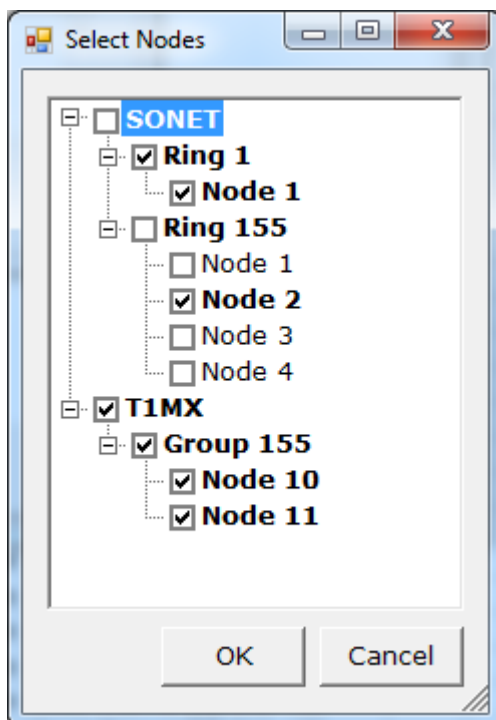 Select Nodes
SONET
Ring 1
Node 1
Ring 155
Node 1
Node 2
Node 3
Node 4
T1MX
Group 155
Node 10
Node 11
OK Cancel